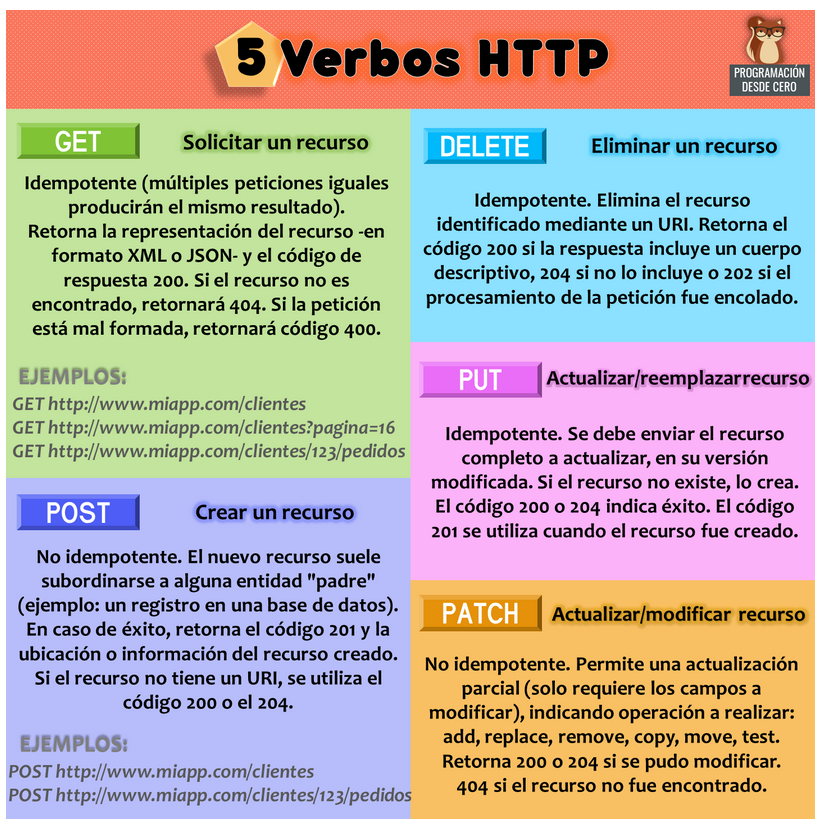 5 Verbos HTTP
PROGRAMACIÓN
DESDE CERO
GET
Solicitar un recurso
Idempotente (múltiples peticiones iguales
producirán el mismo resultado).
Retorna la representación del recurso -en
formato XML o JSON- y el código de
respuesta 200. Si el recurso no es
encontrado, retornará 404. Si la petición
está mal formada, retornará código 400.
EJEMPLOS:
GET http://www.miapp.com/clientes
GET http://www.miapp.com/clientes?pagina=16
GET http://www.miapp.com/clientes/123/pedidos
POST
Crear un recurso
No idempotente. El nuevo recurso suele
subordinarse a alguna entidad "padre"
(ejemplo: un registro en una base de datos).
En caso de éxito, retorna el código 201 y la
ubicación o información del recurso creado.
Si el recurso no tiene un URI, se utiliza el
código 200 o el 204.
EJEMPLOS:
POST http://www.miapp.com/clientes
POST http://www.miapp.com/clientes/123/pedidos
DELETE
Eliminar un recurso
Idempotente. Elimina el recurso
identificado mediante un URI. Retorna el
código 200 si la respuesta incluye un cuerpo
descriptivo, 204 si no lo incluye o 202 si el
procesamiento de la petición fue encolado.
PUT
Actualizar/reemplazar recurso
Idempotente. Se debe enviar el recurso
completo a actualizar, en su versión
modificada. Si el recurso no existe, lo crea.
El código 200 o 204 indica éxito. El código
201 se utiliza cuando el recurso fue creado.
PATCH
Actualizar/modificar recurso
No idempotente. Permite una actualización
parcial (solo requiere los campos a
modificar), indicando operación a realizar:
add, replace, remove, copy, move, test.
Retorna 200 o 204 si se pudo modificar.
404 si el recurso no fue encontrado.